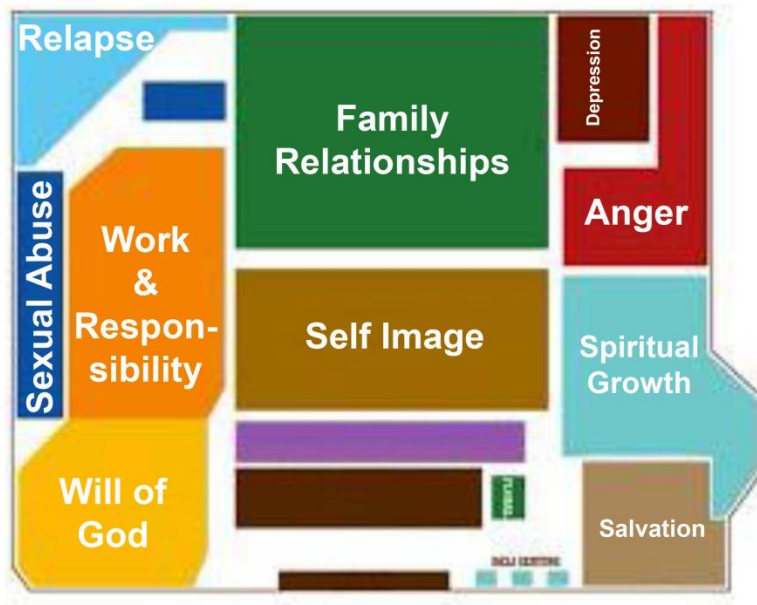 Relapse
Family
Relationships
Depression
Anger
Sexual Abuse
Work
&
Respon-
sibility
Self Image
Spiritual
Growth
Will of
God
Salvation